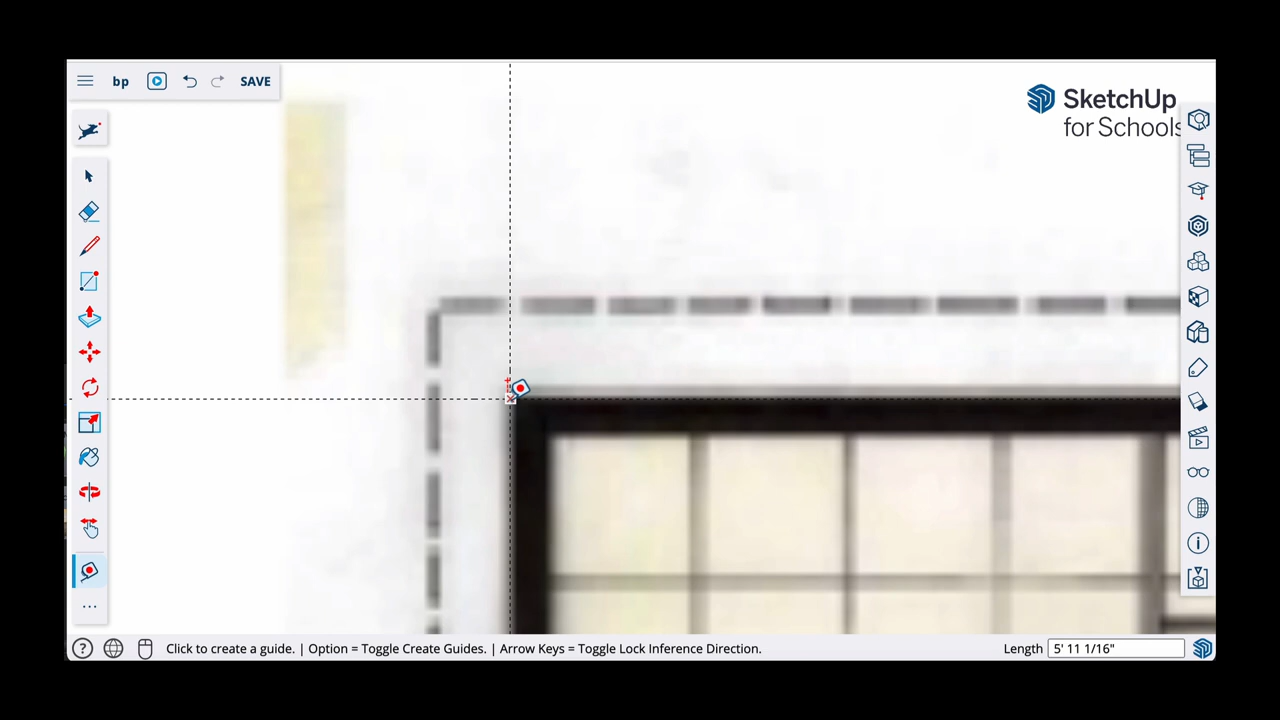 bp
SAVE
SketchUp
for Schools
Click to create a guide. | Option = Toggle Create Guides. | Arrow Keys = Toggle Lock Inference Direction.
Length 5' 11 1/16"